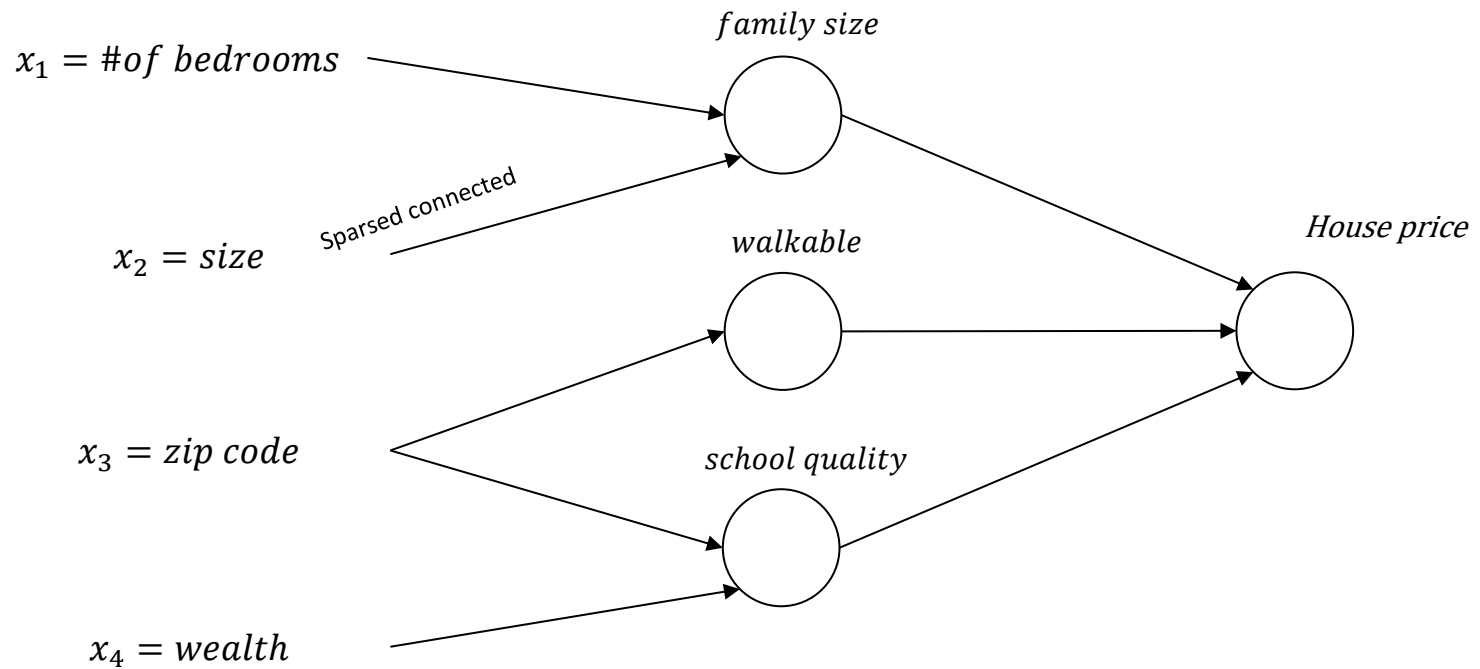 family size
x₁ = #of bedrooms
Sparsed connected
House price
walkable
x₂ = size
x₃ = zip code
school quality
x₄ = wealth